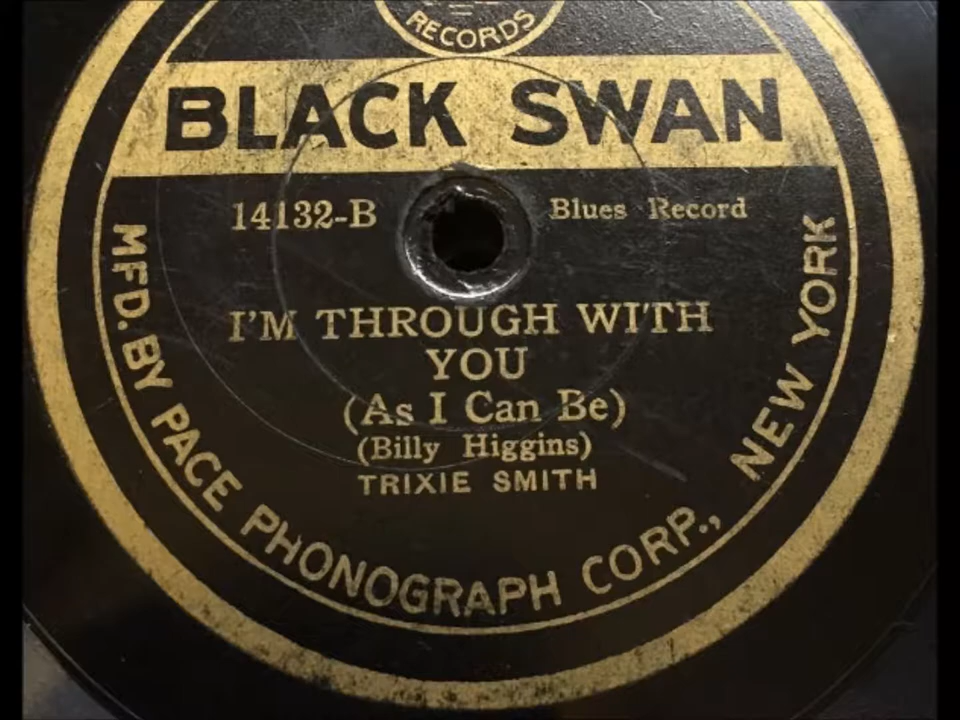 RECORDS
BLACK SWAN
14132-B
Blues Record
I'M THROUGH WITH
YOU
(As I Can Be)
(Billy Higgins)
TRIXIE SMITH
MFD. BY PACE PHONOGRAPH CORP., NEW YORK